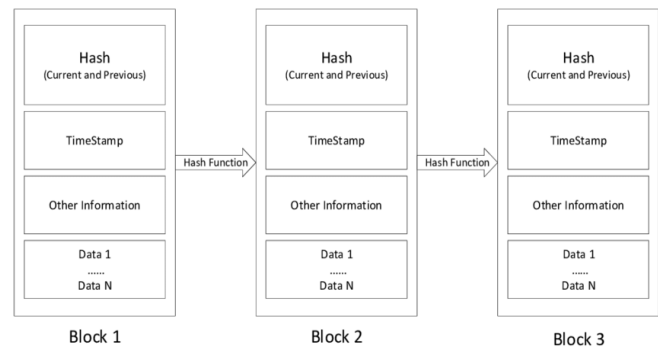 Hash
(Current and Previous)
TimeStamp
Other Information
Data 1
......
Data N
Block 1
Hash Function
Hash
(Current and Previous)
TimeStamp
Other Information
Data 1
......
Data N
Block 2
Hash Function
Hash
(Current and Previous)
TimeStamp
Other Information
Data 1
......
Data N
Block 3